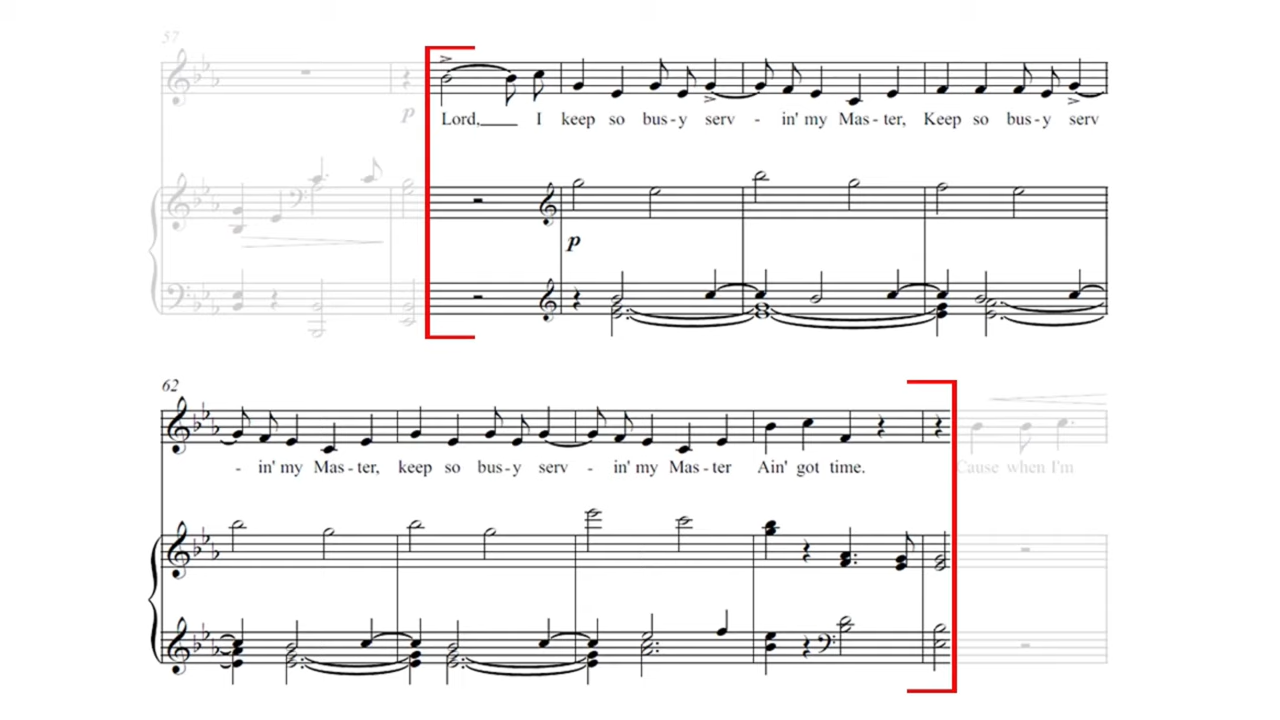 57
p
Lord,____ I keep so bus - y serv - in' my Mas - ter, Keep so bus - y serv
p
62
- in' my Mas - ter, keep so bus - y serv - in' my Mas - ter Ain' got time. Cause when I'm